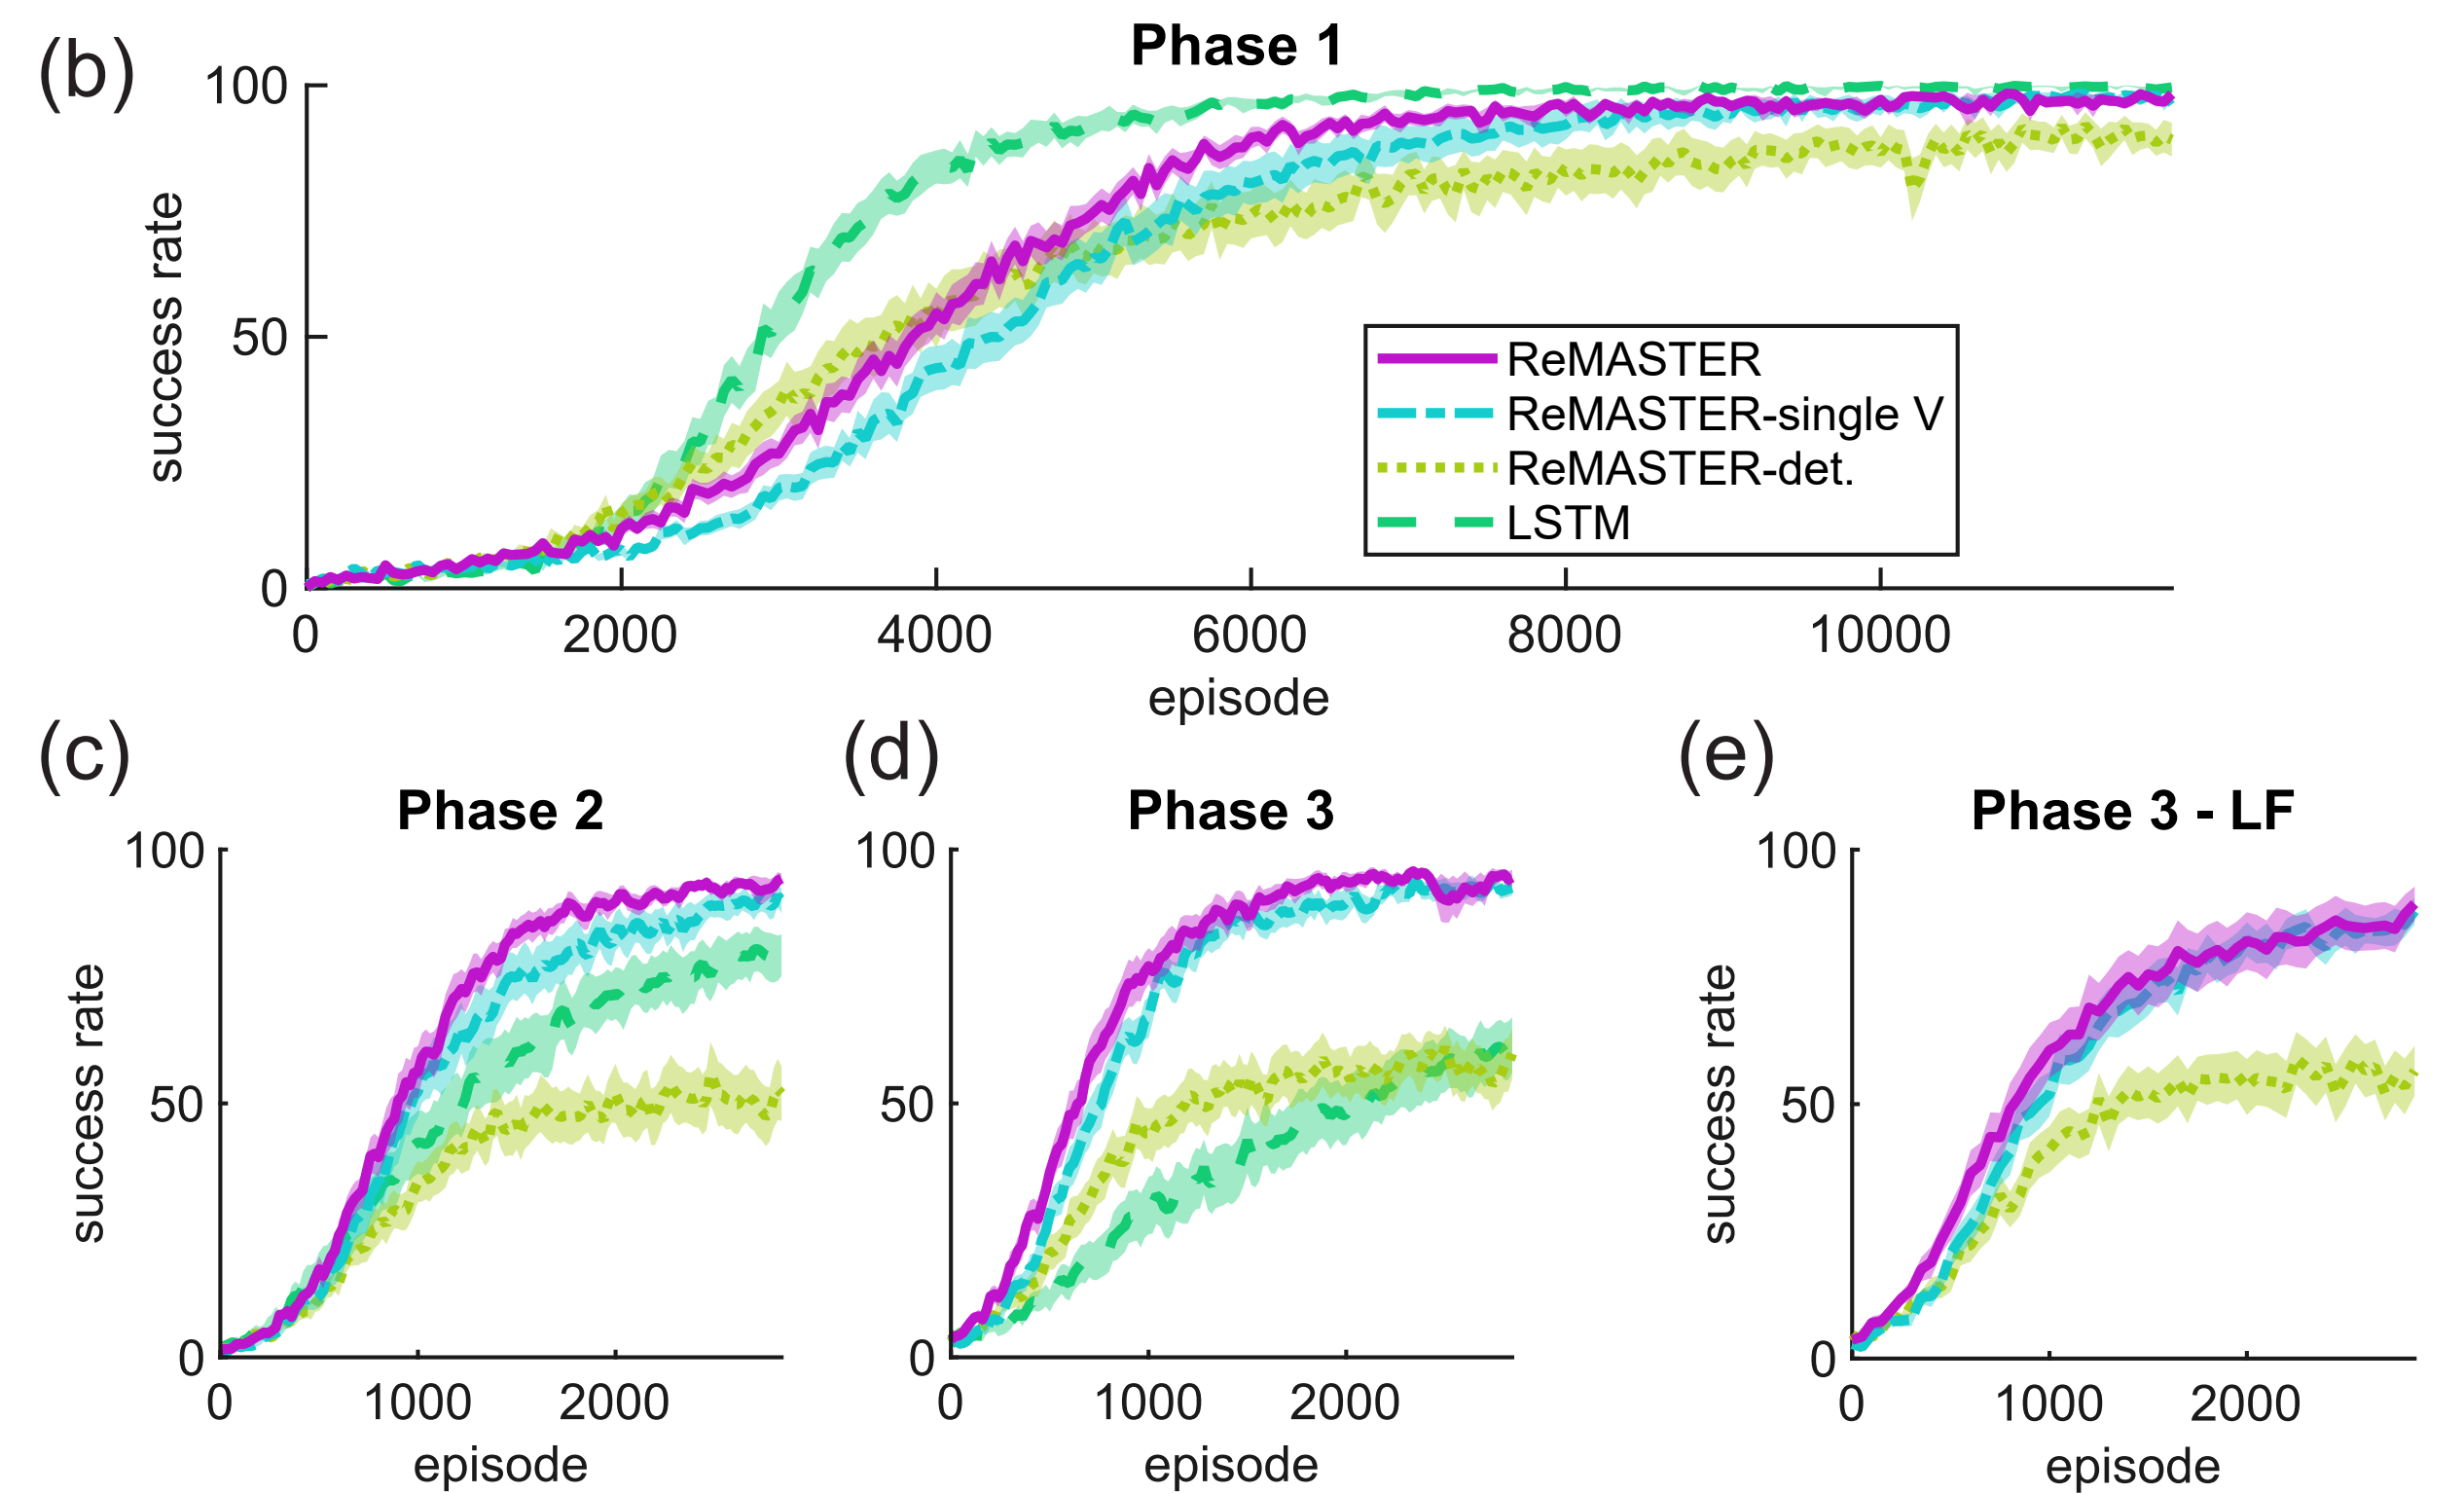 (b)
Phase 1
success rate
100
50
0
0 2000 4000 6000 8000 10000
episode
ReMASTER
ReMASTER-single V
ReMASTER-det.
LSTM
(c)
Phase 2
success rate
100
50
0
0 1000 2000
episode
(d)
Phase 3
100
50
0
0 1000 2000
episode
(e)
Phase 3 - LF
success rate
100
50
0
0 1000 2000
episode